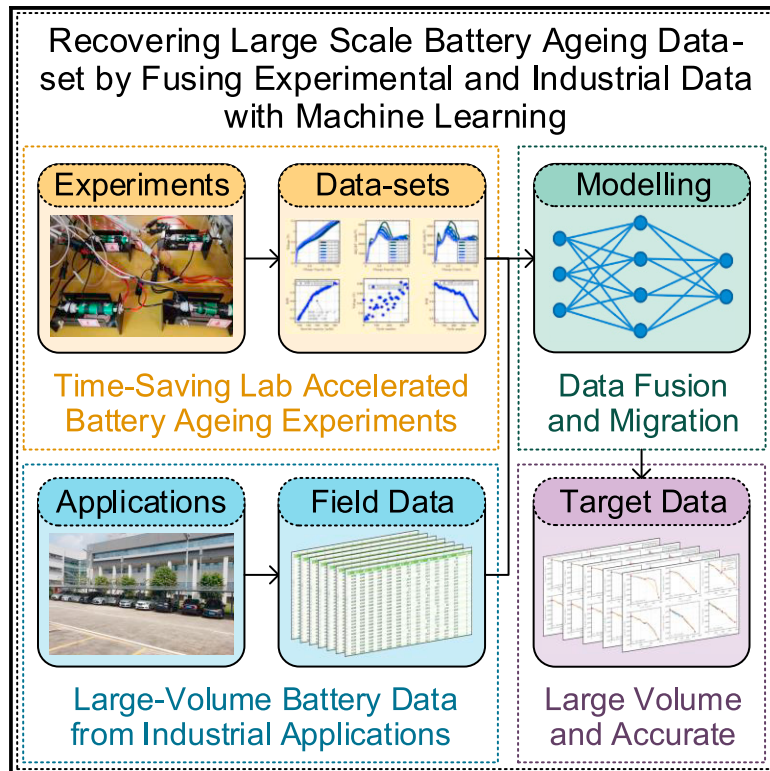 Recovering Large Scale Battery Ageing Data-
set by Fusing Experimental and Industrial Data
with Machine Learning
Experiments
Data-sets
Modelling
Time-Saving Lab Accelerated
Battery Ageing Experiments
Data Fusion
and Migration
Applications
Field Data
Target Data
Large-Volume Battery Data
from Industrial Applications
Large Volume
and Accurate